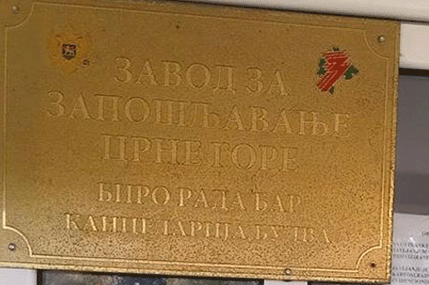 ЗАВОД ЗА
ЗАПОШЉАВАЊЕ
ЦРНЕ ГОРЕ
БИРО РАДА БАР
КАНЦЕЛАРИЈА БУДВА